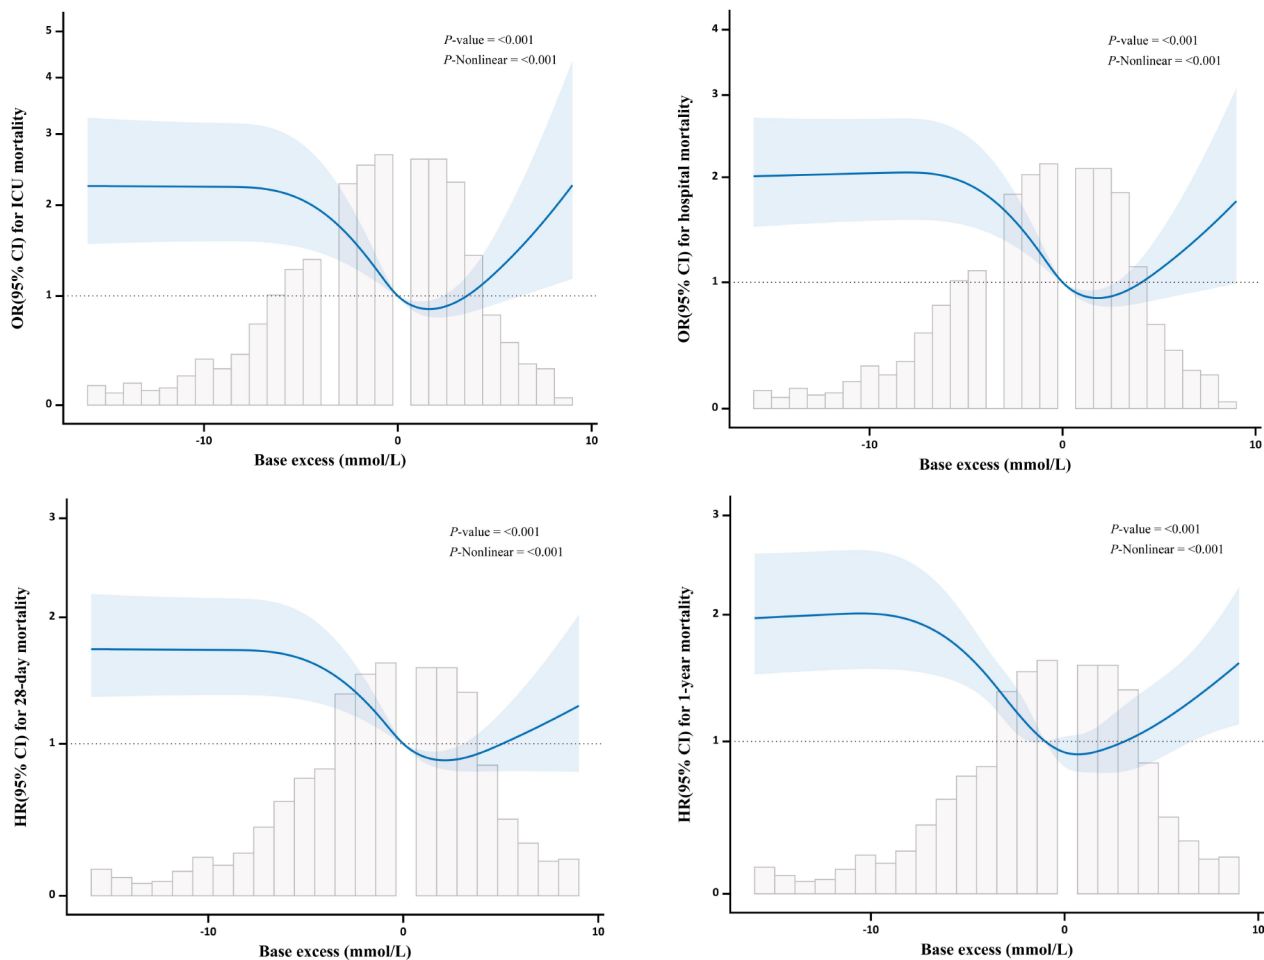 5
4
3
2
1
0
OR(95% CI) for ICU mortality
P-value = <0.001
P-Nonlinear = <0.001
-10
0
10
Base excess (mmol/L)
4
3
2
1
0
OR(95% CI) for hospital mortality
P-value = <0.001
P-Nonlinear = <0.001
-10
0
10
Base excess (mmol/L)
3
2
1
0
HR(95% CI) for 28-day mortality
P-value = <0.001
P-Nonlinear = <0.001
-10
0
10
Base excess (mmol/L)
3
2
1
0
HR(95% CI) for 1-year mortality
P-value = <0.001
P-Nonlinear = <0.001
-10
0
10
Base excess (mmol/L)